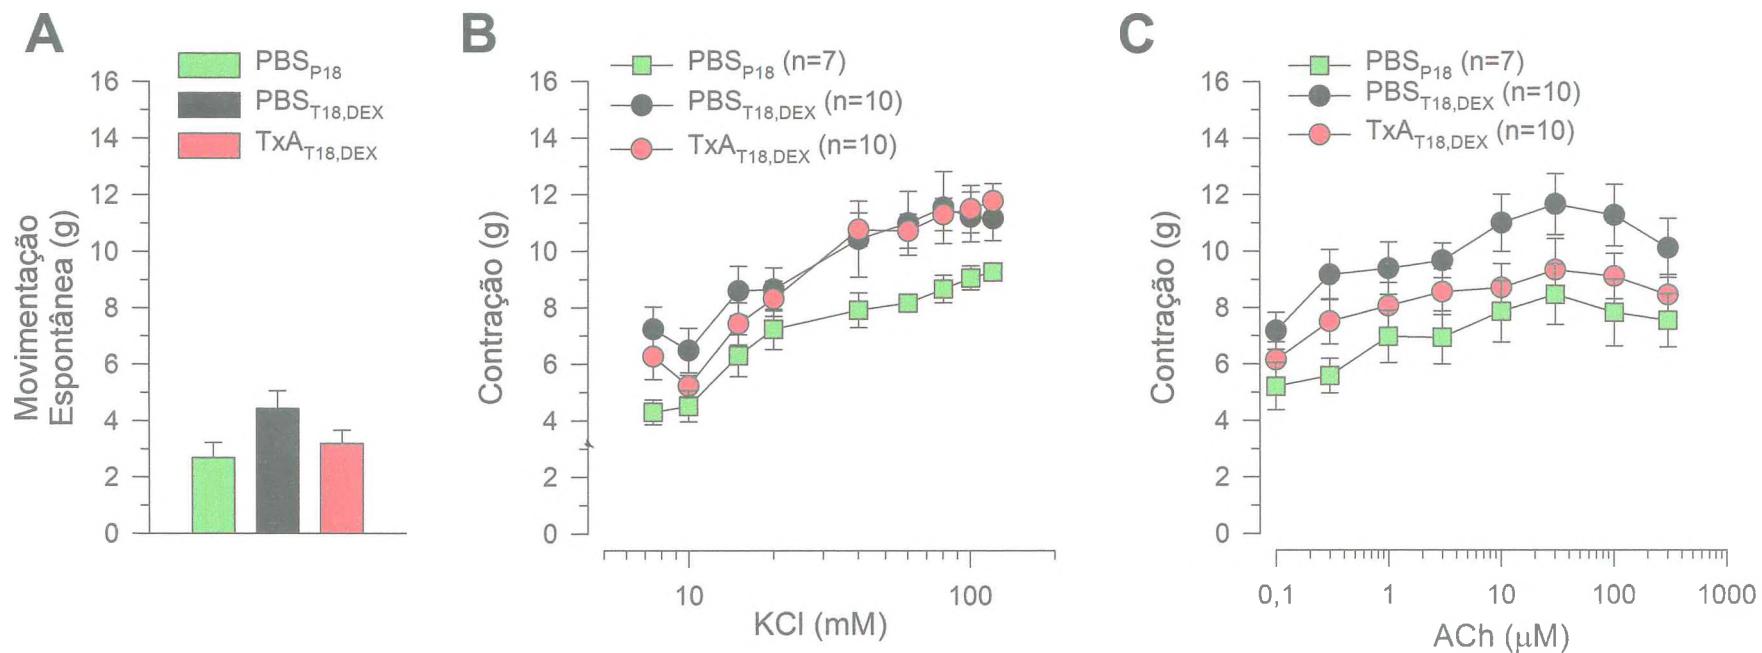 A
PBSP18
PBST18,DEX
TxAT18,DEX
Movimentação
Espontânea (g)
16
14
12
10
8
6
4
2
0
B
PBSP18 (n=7)
PBST18,DEX (n=10)
TxAT18,DEX (n=10)
Contração (g)
16
14
12
10
8
6
4
2
0
10
100
KCl (mM)
C
PBSP18 (n=7)
PBST18,DEX (n=10)
TxAT18,DEX (n=10)
Contração (g)
16
14
12
10
8
6
4
2
0
0,1
1
10
100
1000
ACh (μM)